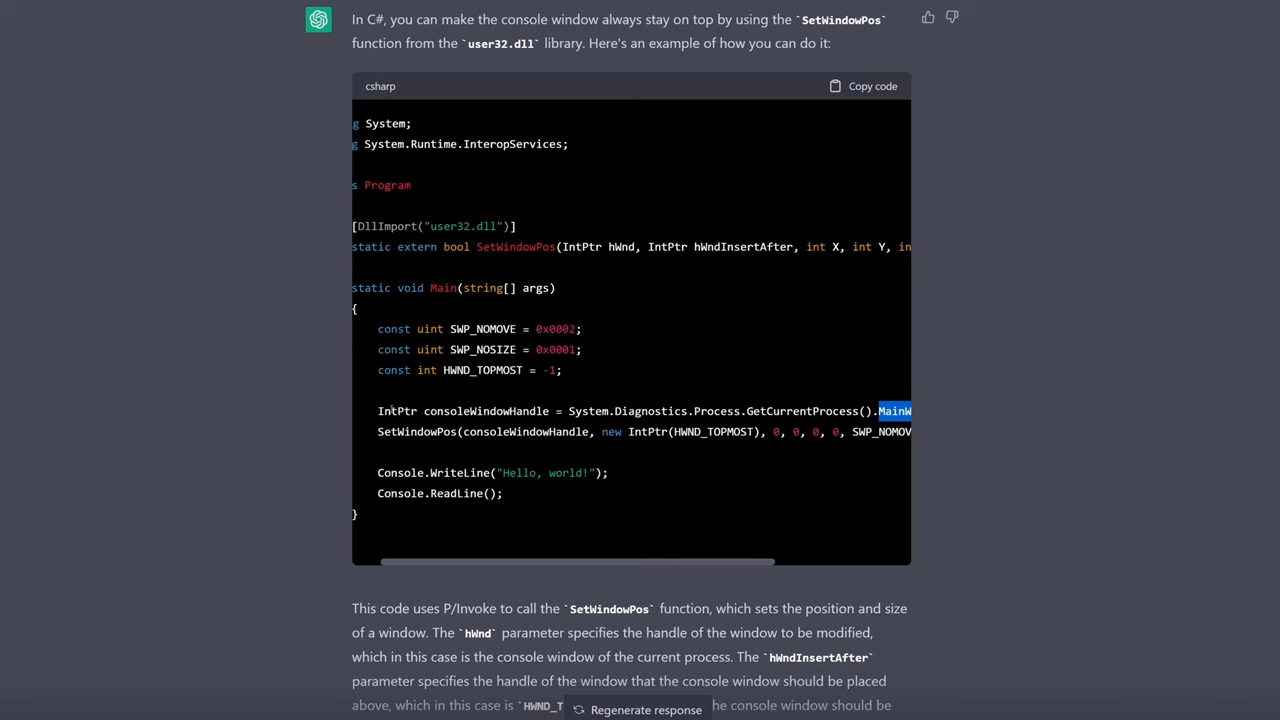 In C#, you can make the console window always stay on top by using the `SetWindowPos`
function from the `user32.dll` library. Here's an example of how you can do it:
csharp
Copy code
g System;
g System.Runtime.InteropServices;
s Program
[DllImport("user32.dll")]
static extern bool SetWindowPos(IntPtr hWnd, IntPtr hWndInsertAfter, int X, int Y, in
static void Main(string[] args)
{
const uint SWP_NOMOVE = 0x0002;
const uint SWP_NOSIZE = 0x0001;
const int HWND_TOPMOST = -1;
IntPtr consoleWindowHandle = System.Diagnostics.Process.GetCurrentProcess().MainW
SetWindowPos(consoleWindowHandle, new IntPtr(HWND_TOPMOST), 0, 0, 0, 0, SWP_NOMOV
Console.WriteLine("Hello, world!");
Console.ReadLine();
}
This code uses P/Invoke to call the `SetWindowPos` function, which sets the position and size
of a window. The `hWnd` parameter specifies the handle of the window to be modified,
which in this case is the console window of the current process. The `hWndInsertAfter`
parameter specifies the handle of the window that the console window should be placed
above, which in this case is `HWND_T
Regenerate response
he console window should be